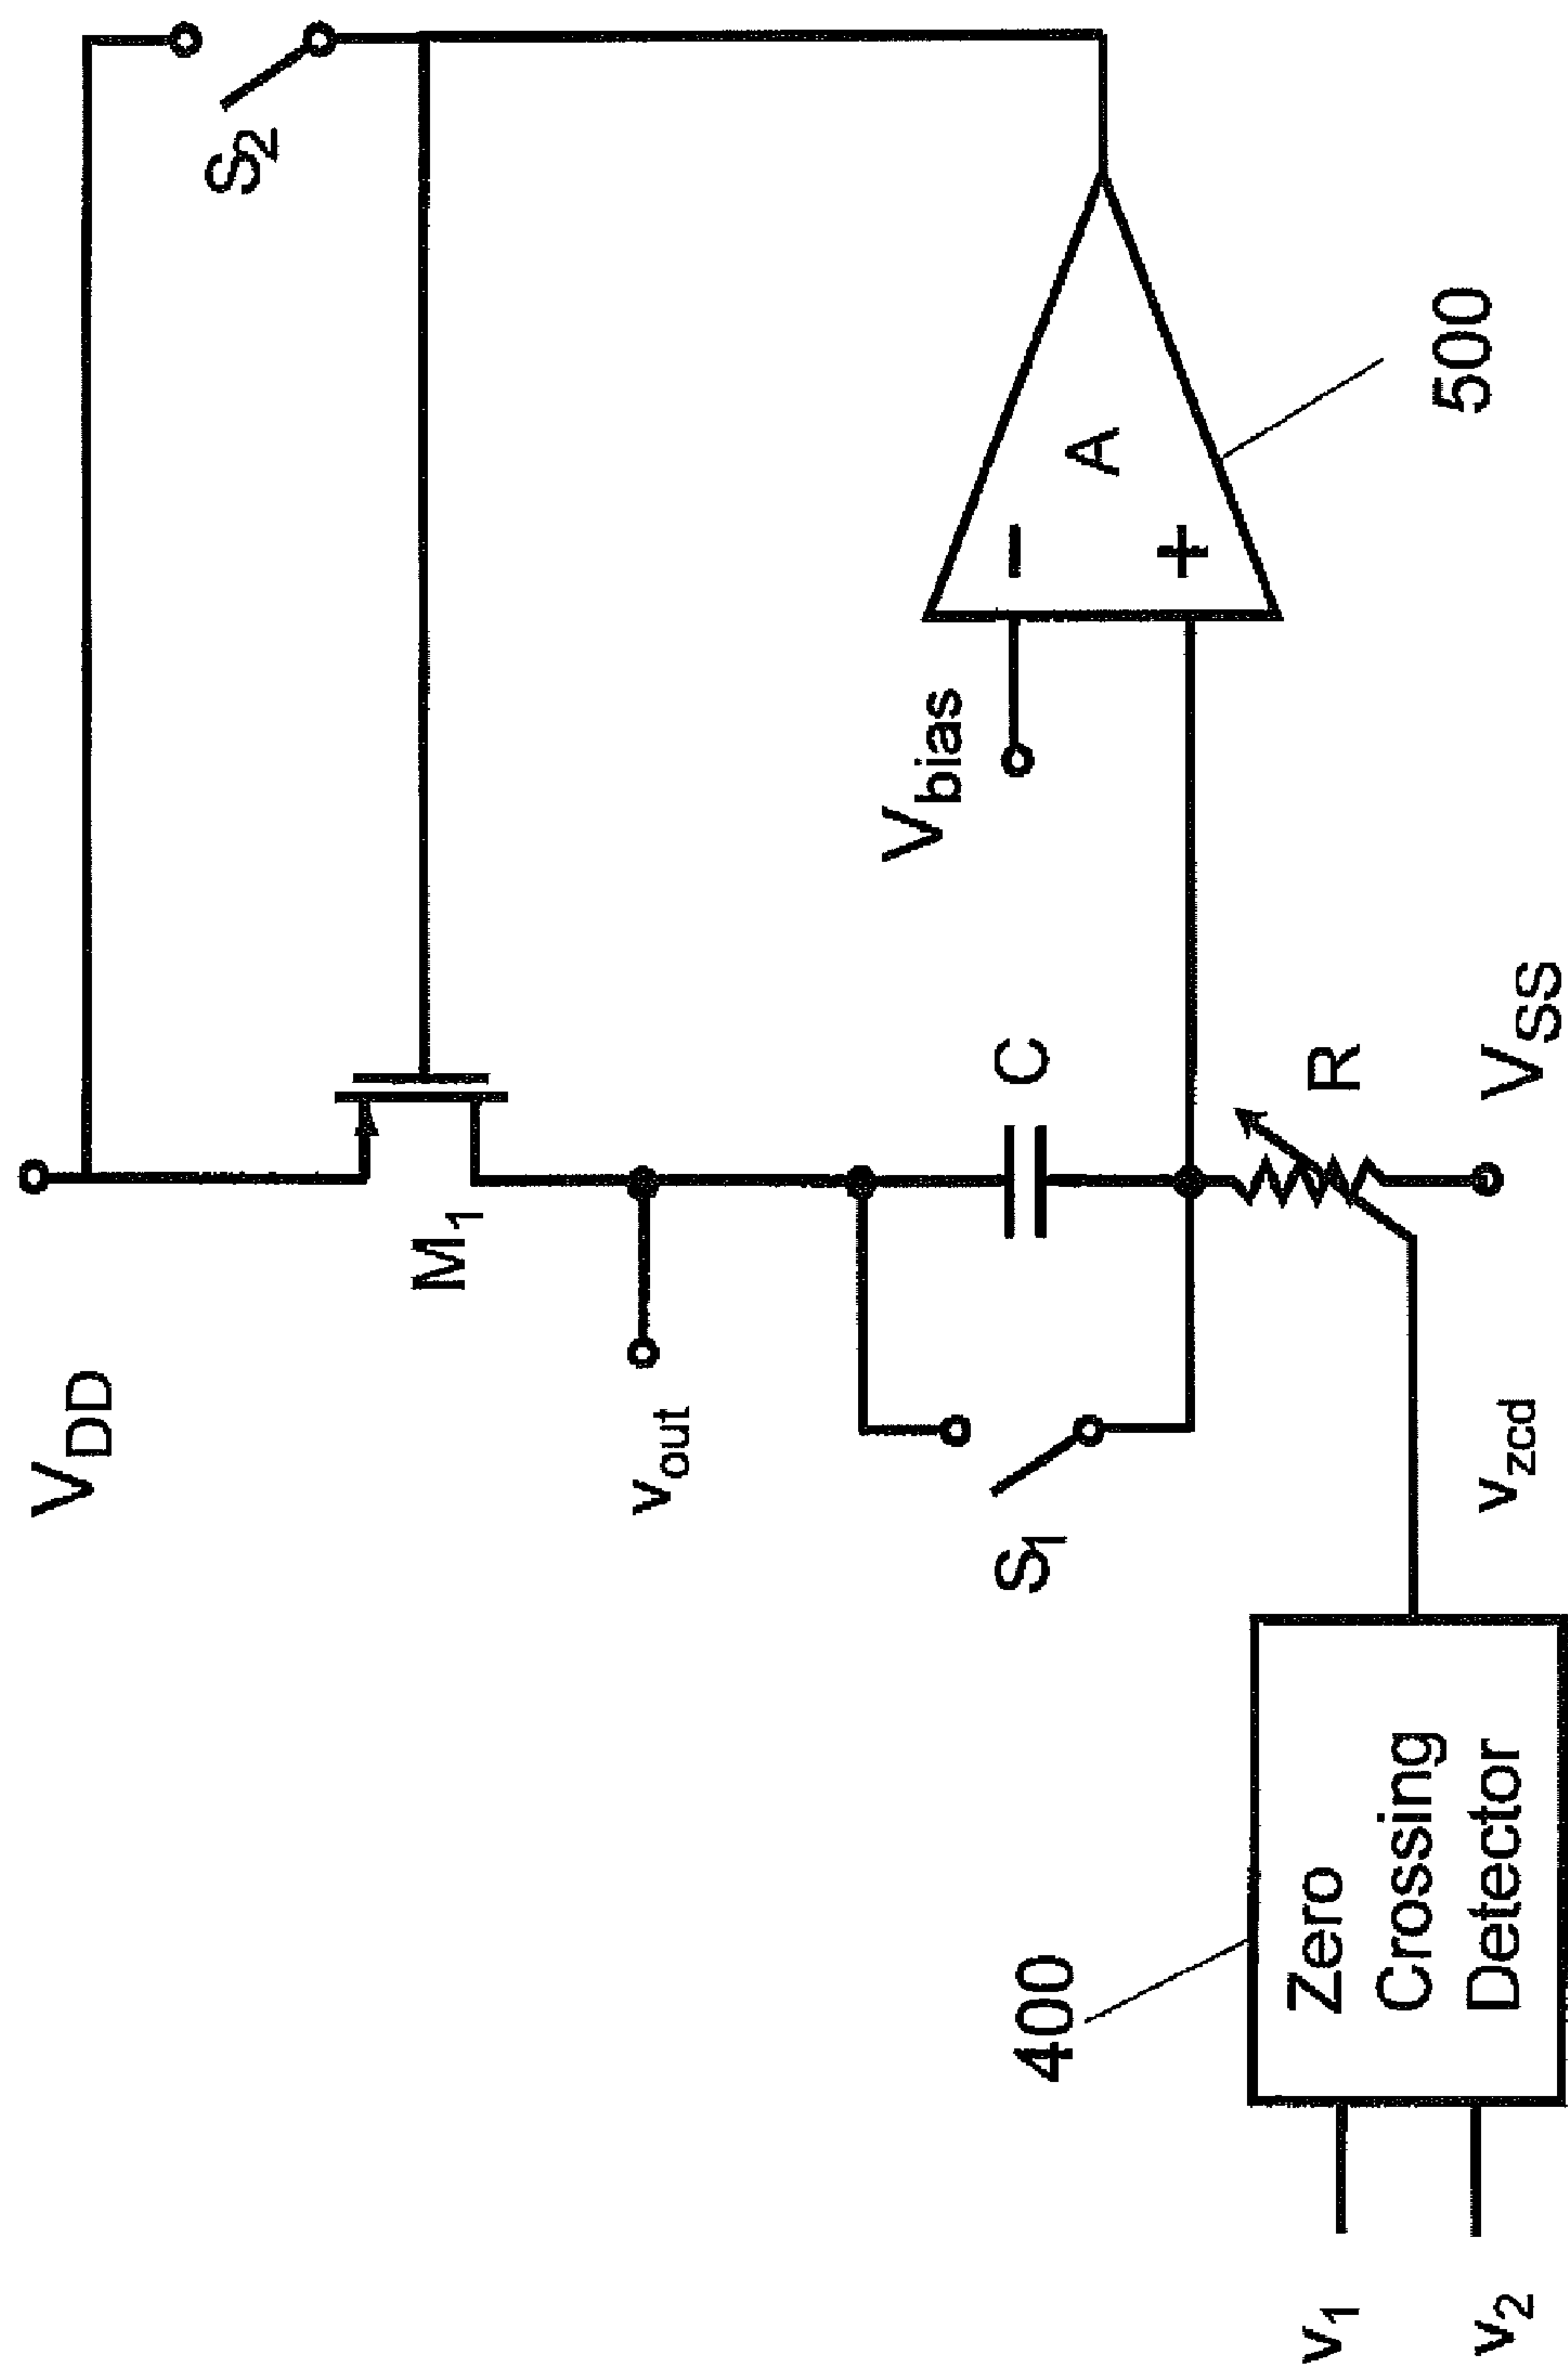 V_DD
S_2
M_1
v_out
V_bias
− A +
500
C
S_1
R
V_SS
v_zcd
400
Zero
Crossing
Detector
v_1
v_2